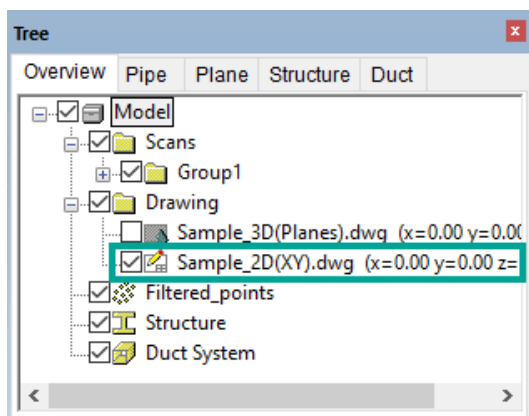 Tree
Overview Pipe Plane Structure Duct
Model
Scans
Group1
Drawing
Sample_3D(Planes).dwg (x=0.00 y=0.00
Sample_2D(XY).dwg (x=0.00 y=0.00 z=
Filtered_points
Structure
Duct System